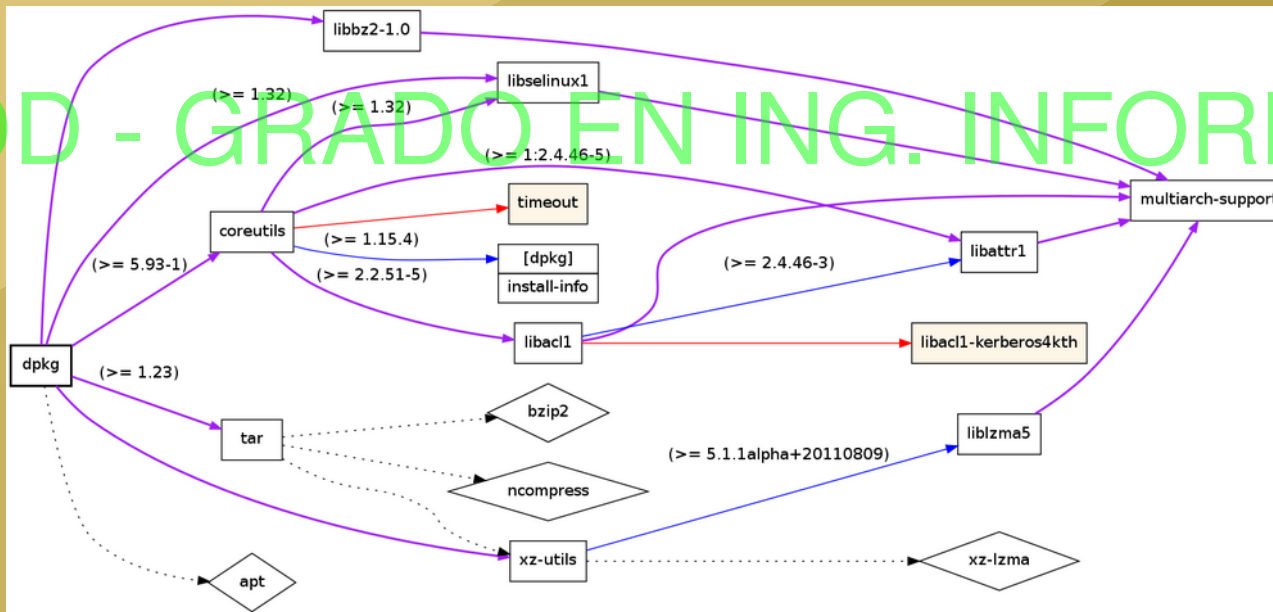 libbz2-1.0
libselinux1
(>= 1.32)
(>= 1.32)
OD - GRADO EN ING. INFOR
(>= 1:2.4.46-5)
timeout
multiarch-support
coreutils
(>= 1.15.4)
[dpkg]
install-info
libattr1
(>= 5.93-1)
(>= 2.2.51-5)
(>= 2.4.46-3)
libacl1
libacl1-kerberos4kth
dpkg
(>= 1.23)
bzip2
tar
liblzma5
(>= 5.1.1alpha+20110809)
ncompress
xz-utils
xz-lzma
apt